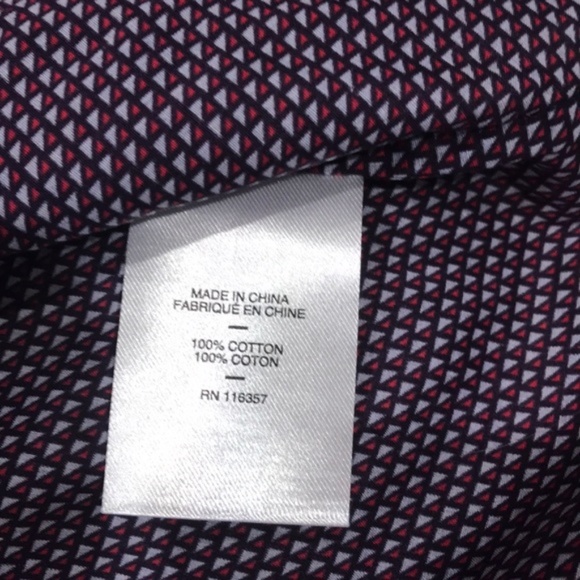 MADE IN CHINA
FABRIQUÉ EN CHINE
100% COTTON
100% COTON
RN 116357